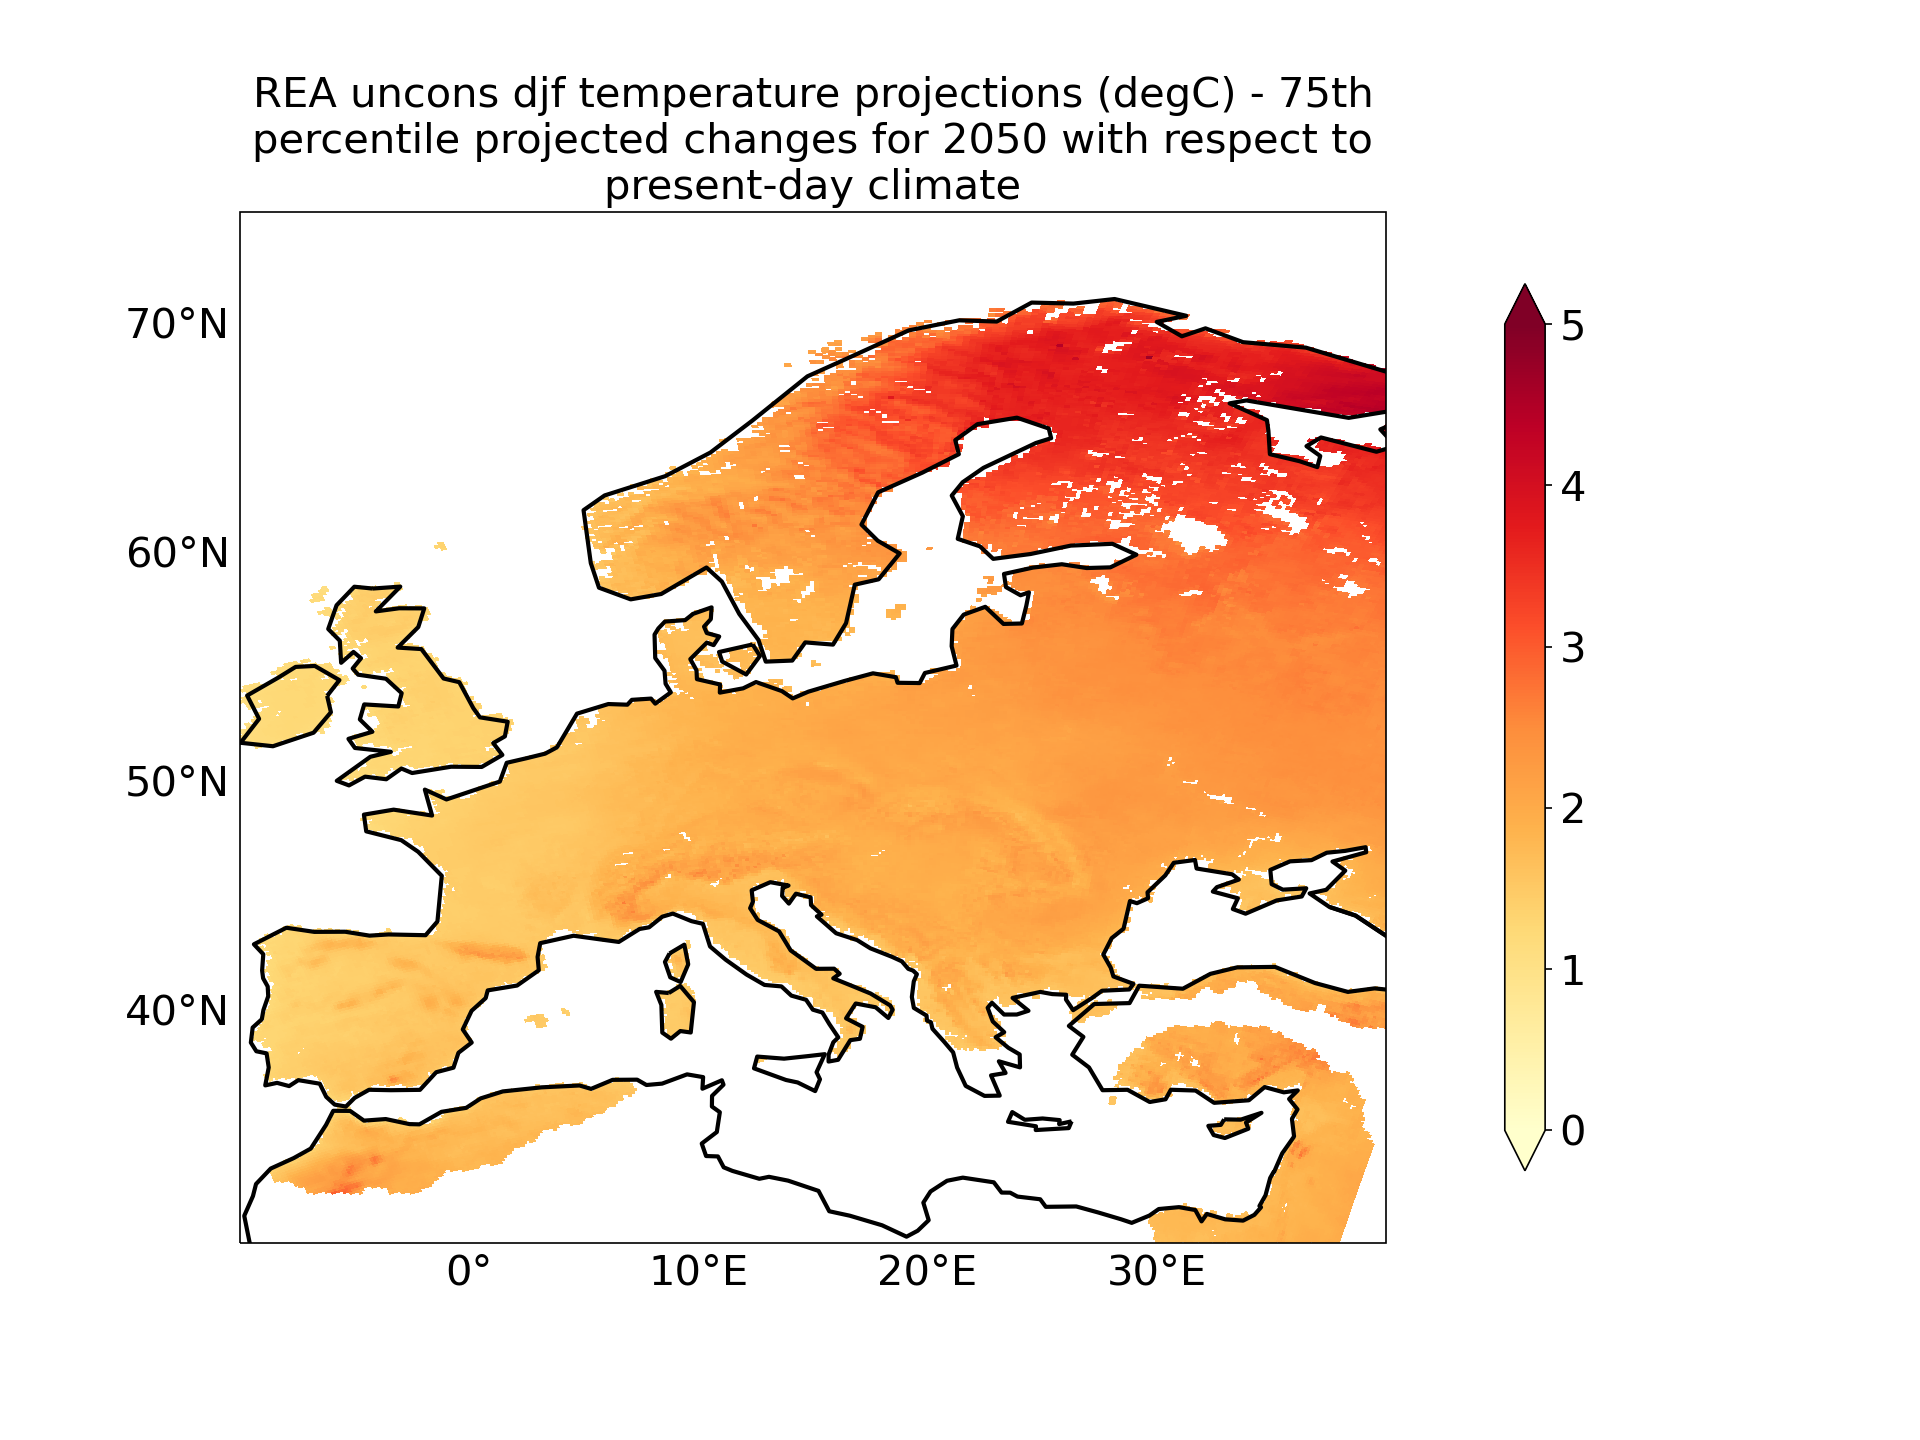 REA uncons djf temperature projections (degC) - 75th
percentile projected changes for 2050 with respect to
present-day climate
70°N
60°N
50°N
40°N
0°
10°E
20°E
30°E
5
4
3
2
1
0